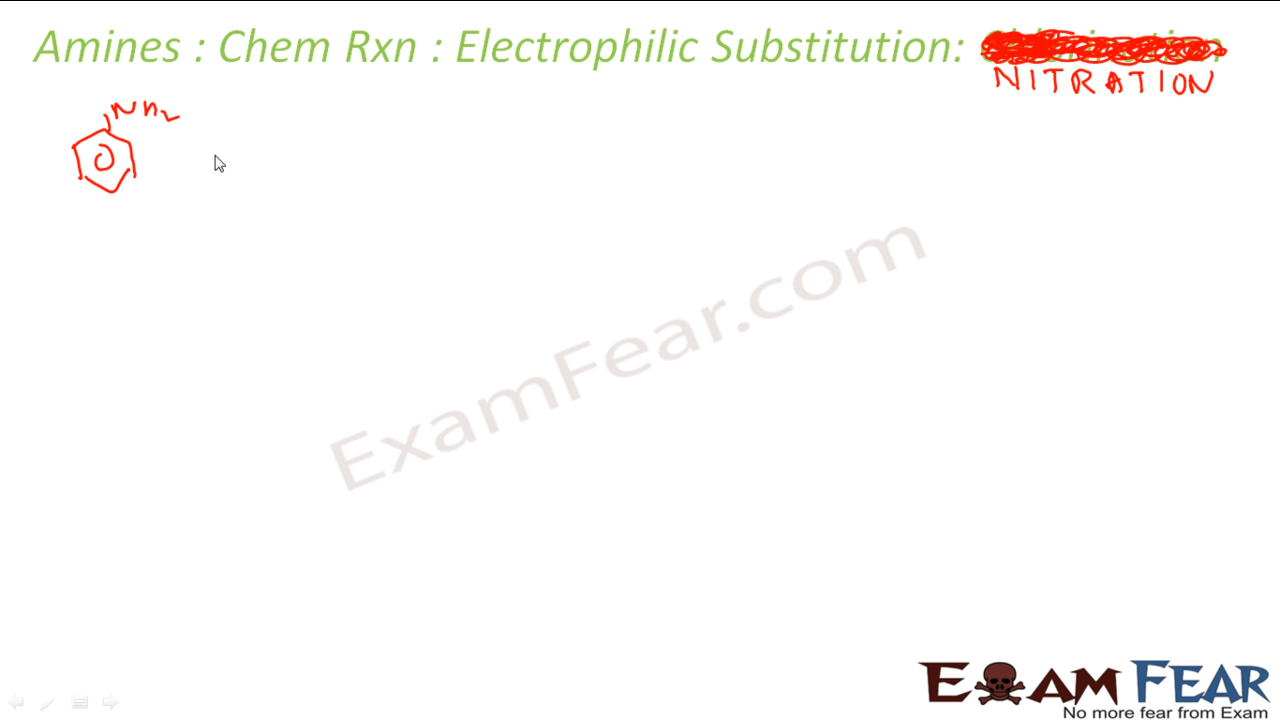 Amines : Chem Rxn : Electrophilic Substitution:
NITRATION
NH2
ExamFear.com
EXAM FEAR
No more fear from Exam